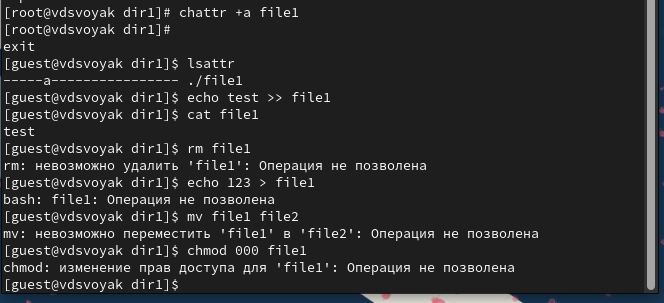 [root@vdsvoyak dir1]# chattr +a file1
[root@vdsvoyak dir1]#
exit
[guest@vdsvoyak dir1]$ lsattr
-----a---------------- ./file1
[guest@vdsvoyak dir1]$ echo test >> file1
[guest@vdsvoyak dir1]$ cat file1
test
[guest@vdsvoyak dir1]$ rm file1
rm: невозможно удалить 'file1': Операция не позволена
[guest@vdsvoyak dir1]$ echo 123 > file1
bash: file1: Операция не позволена
[guest@vdsvoyak dir1]$ mv file1 file2
mv: невозможно переместить 'file1' в 'file2': Операция не позволена
[guest@vdsvoyak dir1]$ chmod 000 file1
chmod: изменение прав доступа для 'file1': Операция не позволена
[guest@vdsvoyak dir1]$